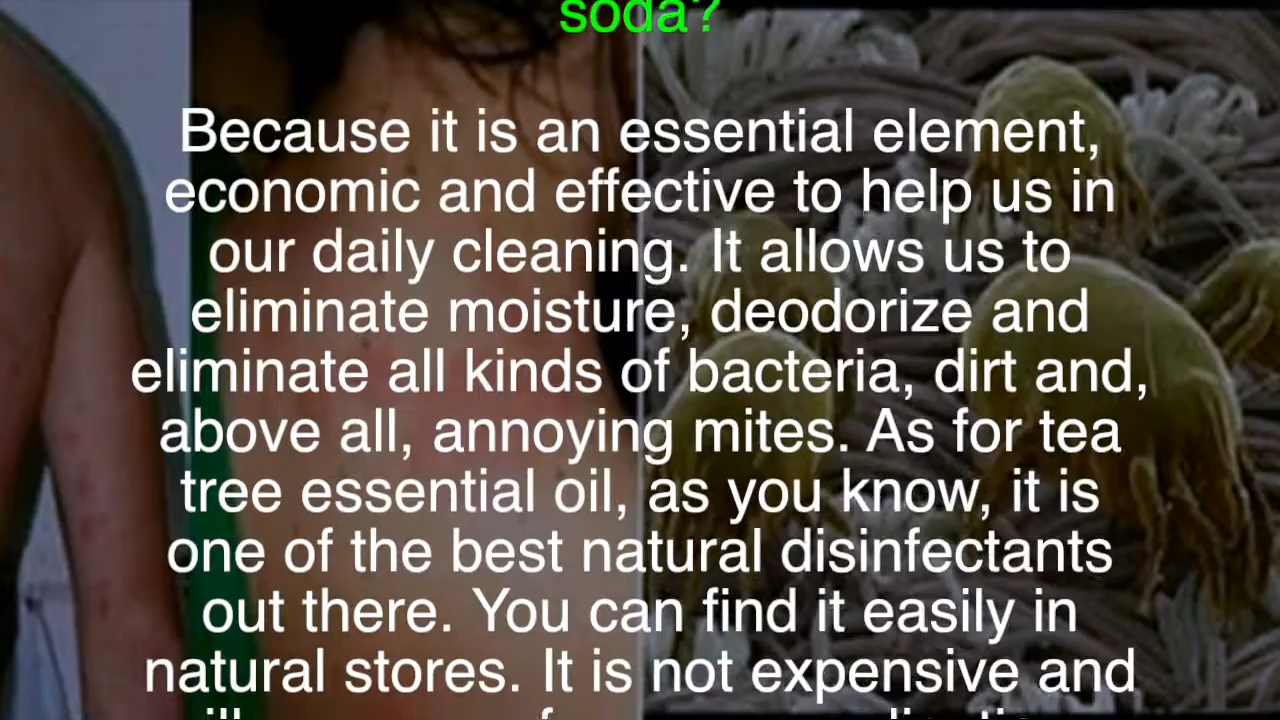 soda?
Because it is an essential element,
economic and effective to help us in
our daily cleaning. It allows us to
eliminate moisture, deodorize and
eliminate all kinds of bacteria, dirt and,
above all, annoying mites. As for tea
tree essential oil, as you know, it is
one of the best natural disinfectants
out there. You can find it easily in
natural stores. It is not expensive and